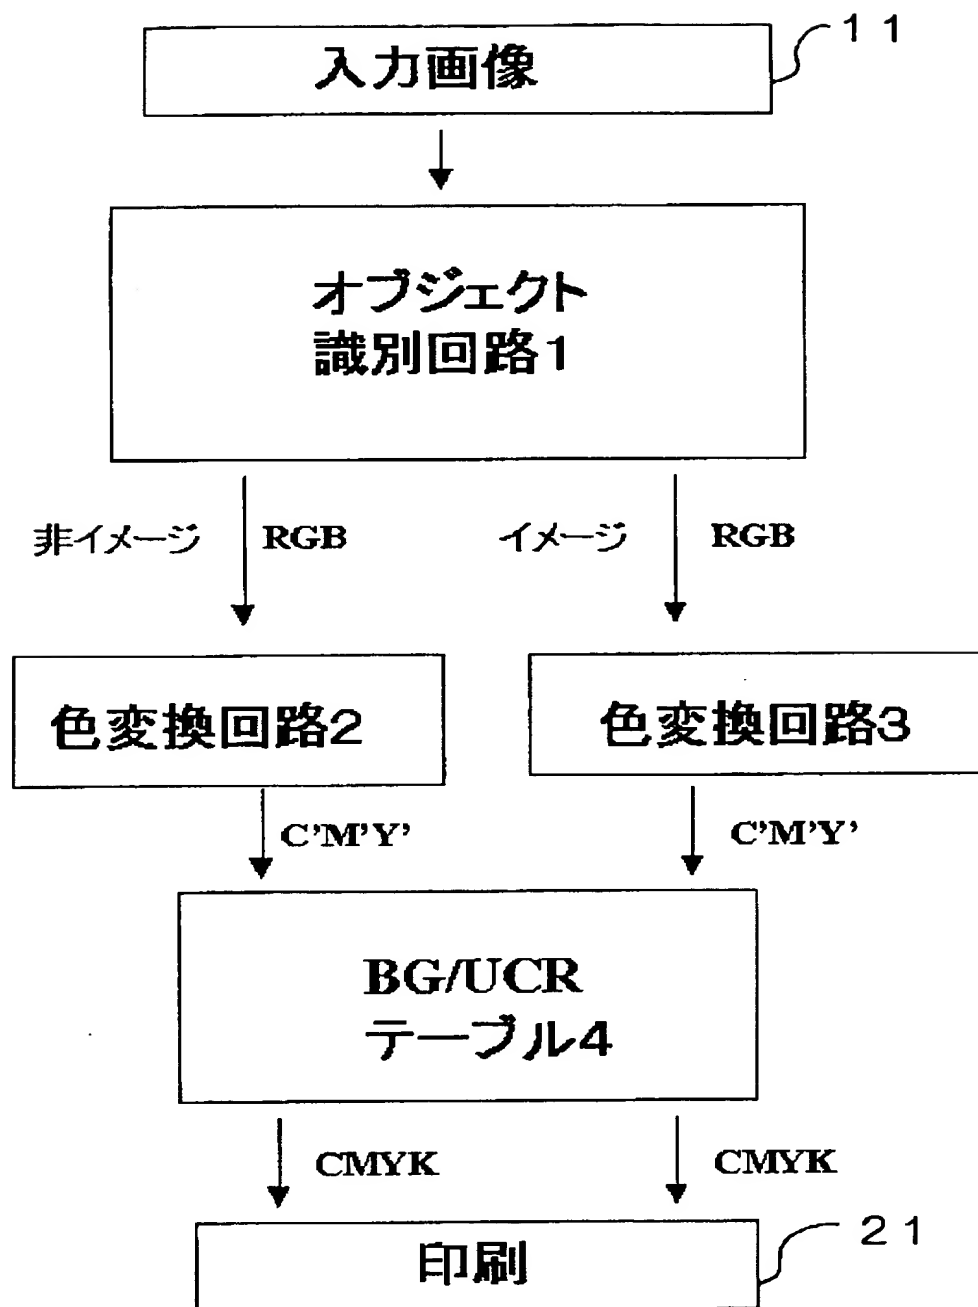 入力画像
11
オブジェクト
識別回路1
非イメージ RGB
イメージ RGB
色変換回路2
色変換回路3
C'M'Y'
C'M'Y'
BG/UCR
テーブル4
CMYK
CMYK
印刷
21